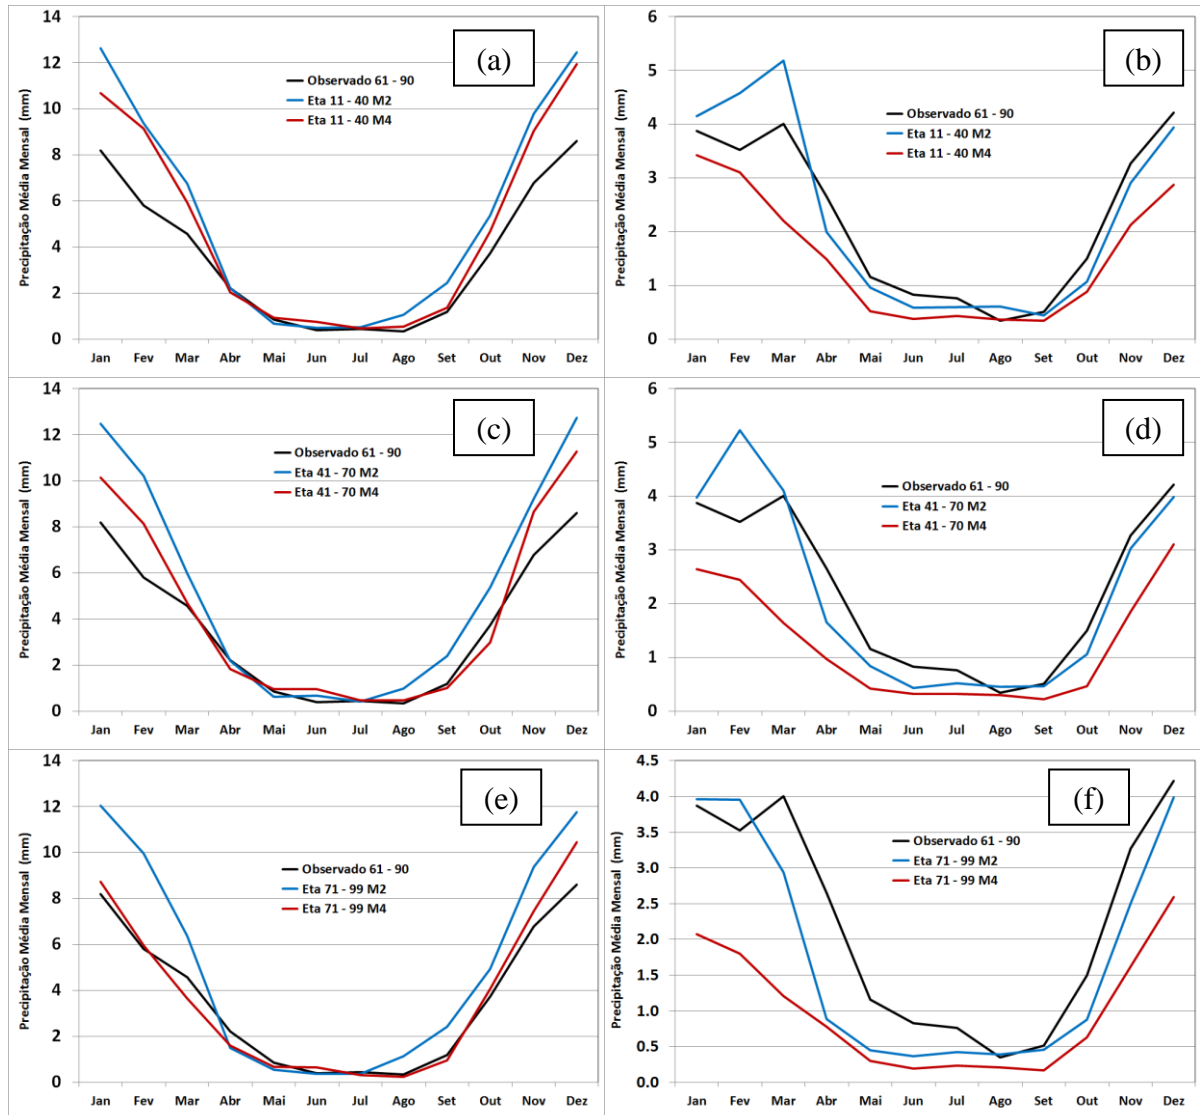 Precipitação Média Mensal (mm)
14
12
10
8
6
4
2
0
(a)
Observado 61 - 90
Eta 11 - 40 M2
Eta 11 - 40 M4
Jan Fev Mar Abr Mai Jun Jul Ago Set Out Nov Dez
Precipitação Média Mensal (mm)
6
5
4
3
2
1
0
(b)
Observado 61 - 90
Eta 11 - 40 M2
Eta 11 - 40 M4
Jan Fev Mar Abr Mai Jun Jul Ago Set Out Nov Dez
Precipitação Média Mensal (mm)
14
12
10
8
6
4
2
0
(c)
Observado 61 - 90
Eta 41 - 70 M2
Eta 41 - 70 M4
Jan Fev Mar Abr Mai Jun Jul Ago Set Out Nov Dez
Precipitação Média Mensal (mm)
6
5
4
3
2
1
0
(d)
Observado 61 - 90
Eta 41 - 70 M2
Eta 41 - 70 M4
Jan Fev Mar Abr Mai Jun Jul Ago Set Out Nov Dez
Precipitação Média Mensal (mm)
14
12
10
8
6
4
2
0
(e)
Observado 61 - 90
Eta 71 - 99 M2
Eta 71 - 99 M4
Jan Fev Mar Abr Mai Jun Jul Ago Set Out Nov Dez
Precipitação Média Mensal (mm)
4.5
4.0
3.5
3.0
2.5
2.0
1.5
1.0
0.5
0.0
(f)
Observado 61 - 90
Eta 71 - 99 M2
Eta 71 - 99 M4
Jan Fev Mar Abr Mai Jun Jul Ago Set Out Nov Dez